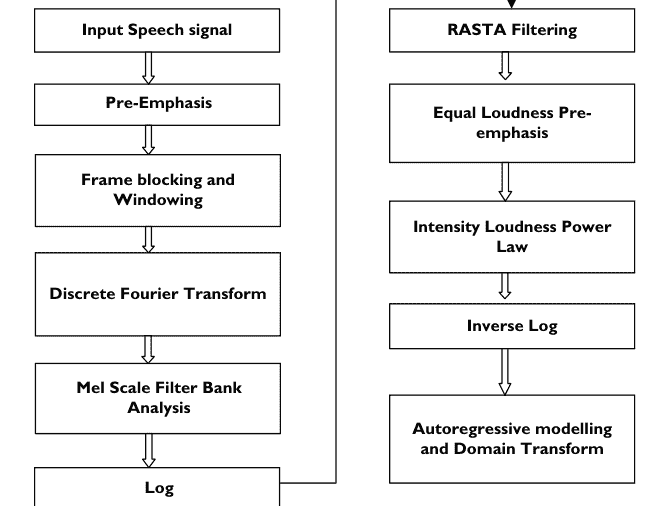 Input Speech signal
Pre-Emphasis
Frame blocking and
Windowing
Discrete Fourier Transform
Mel Scale Filter Bank
Analysis
Log
RASTA Filtering
Equal Loudness Pre-
emphasis
Intensity Loudness Power
Law
Inverse Log
Autoregressive modelling
and Domain Transform